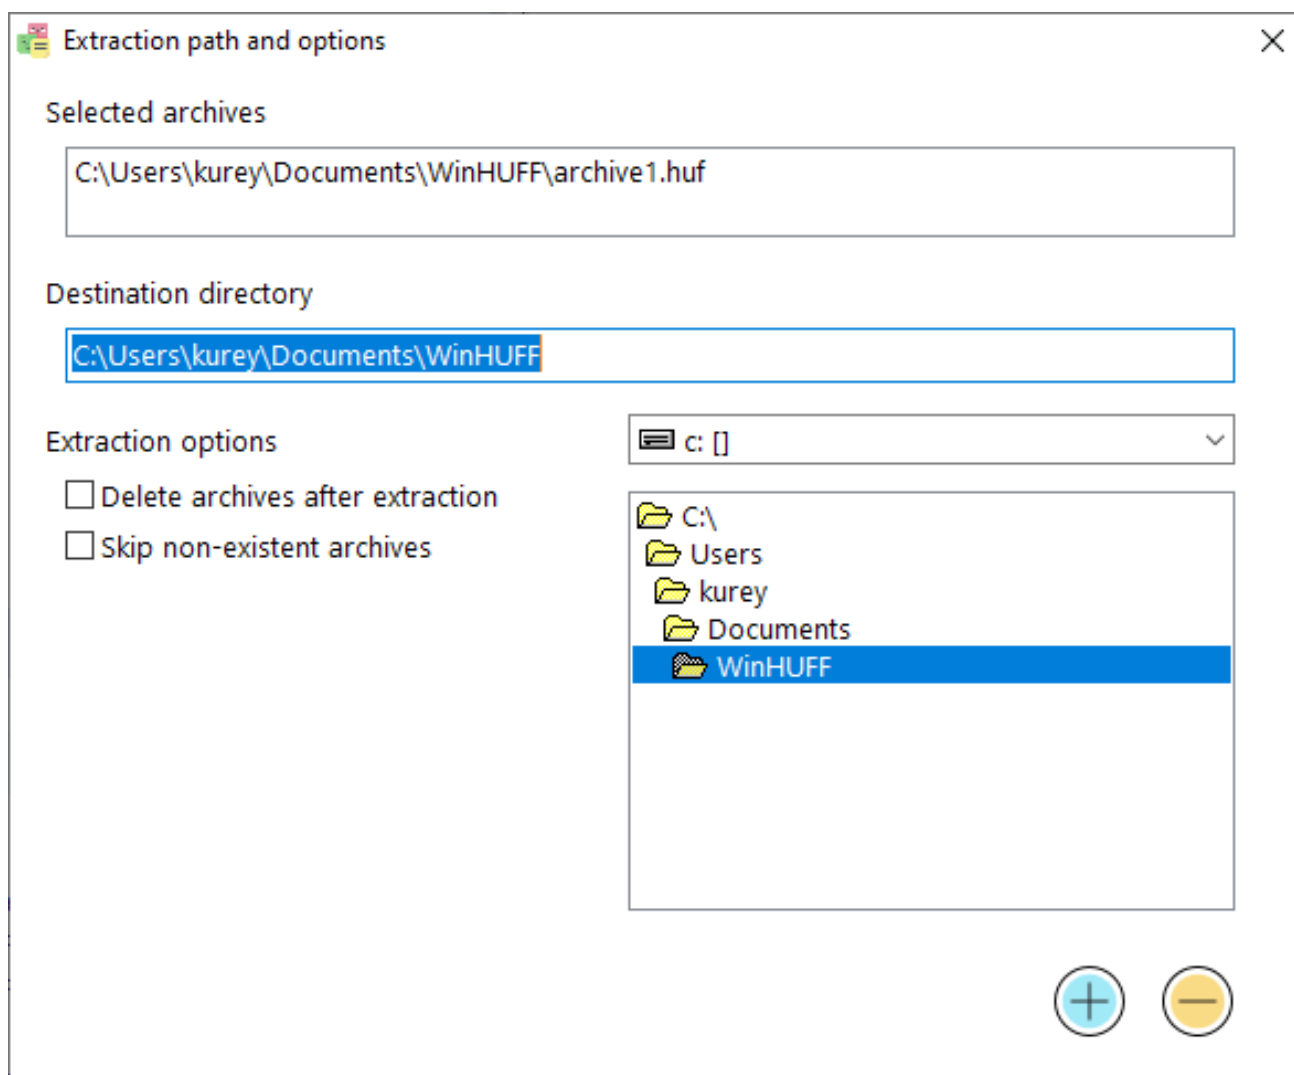 Extraction path and options
Selected archives
C:\Users\kurey\Documents\WinHUFF\archive1.huf
Destination directory
C:\Users\kurey\Documents\WinHUFF
Extraction options
c: []
Delete archives after extraction
Skip non-existent archives
C:\
Users
kurey
Documents
WinHUFF